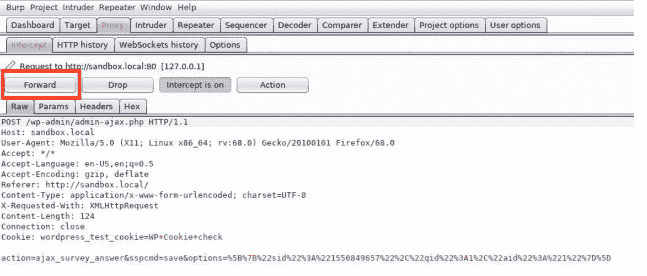 Burp Project Intruder Repeater Window Help
Dashboard Target Proxy Intruder Repeater Sequencer Decoder Comparer Extender Project options User options
Intercept HTTP history WebSockets history Options
Request to http://sandbox.local:80 [127.0.0.1]
Forward Drop Intercept is on Action
Raw Params Headers Hex
POST /wp-admin/admin-ajax.php HTTP/1.1
Host: sandbox.local
User-Agent: Mozilla/5.0 (X11; Linux x86_64; rv:68.0) Gecko/20100101 Firefox/68.0
Accept: */*
Accept-Language: en-US,en;q=0.5
Accept-Encoding: gzip, deflate
Referer: http://sandbox.local/
Content-Type: application/x-www-form-urlencoded; charset=UTF-8
X-Requested-With: XMLHttpRequest
Content-Length: 124
Connection: close
Cookie: wordpress_test_cookie=WP+Cookie+check
action=ajax_survey_answer&sspcmd=save&options=%5B%7B%22sid%22%3A%221550849657%22%2C%22qid%22%3A1%2C%22aid%22%3A%221%22%7D%5D